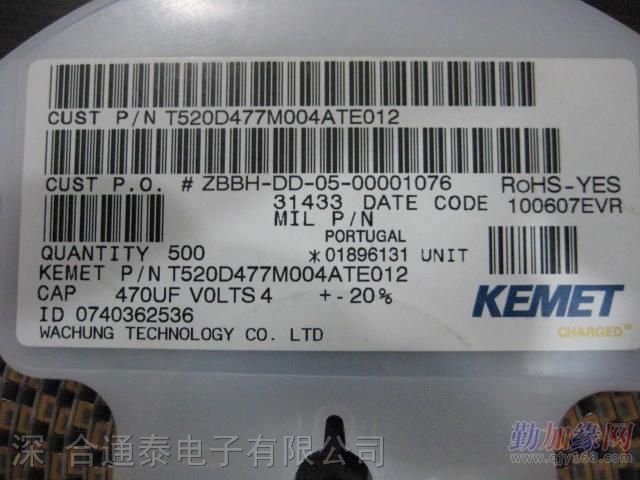 CUST P/N T520D477M004ATE012
CUST P.O. # ZBBH-DD-05-00001076 ROHS-YES
31433 DATE CODE 100607EVR
MIL P/N
PORTUGAL
QUANTITY 500 *01896131 UNIT
KEMET P/N T520D477M004ATE012
CAP 470UF VOLTS 4 +-20%
ID 0740362536
WACHUNG TECHNOLOGY CO. LTD
KEMET
CHARGED™
深 合通泰电子有限公司
勤加缘网
www.qjy168.com